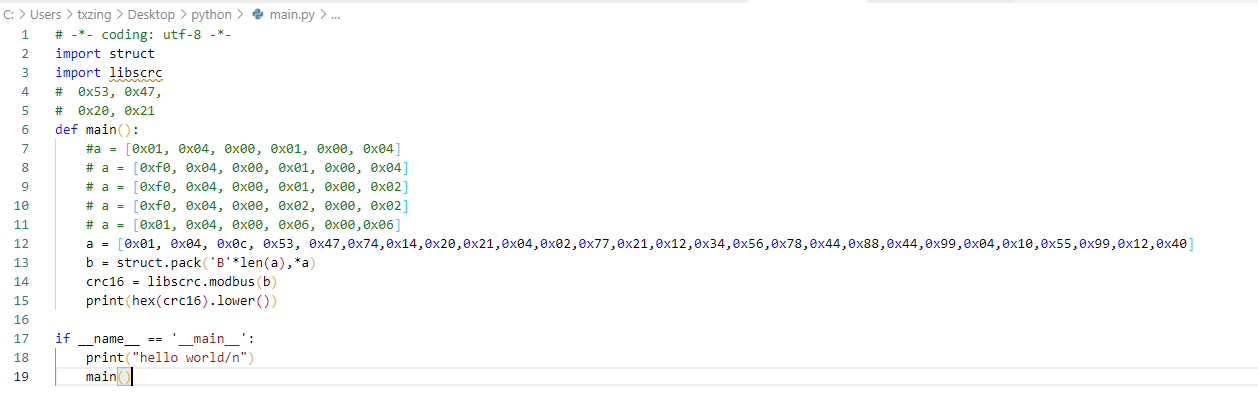 C: > Users > txzing > Desktop > python > main.py > ...
1 # -*- coding: utf-8 -*-
2 import struct
3 import libscrc
4 #  0x53, 0x47,
5 #  0x20, 0x21
6 def main():
7     #a = [0x01, 0x04, 0x00, 0x01, 0x00, 0x04]
8     # a = [0xf0, 0x04, 0x00, 0x01, 0x00, 0x04]
9     # a = [0xf0, 0x04, 0x00, 0x01, 0x00, 0x02]
10     # a = [0xf0, 0x04, 0x00, 0x02, 0x00, 0x02]
11     # a = [0x01, 0x04, 0x00, 0x06, 0x00,0x06]
12     a = [0x01, 0x04, 0x0c, 0x53, 0x47,0x74,0x14,0x20,0x21,0x04,0x02,0x77,0x21,0x12,0x34,0x56,0x78,0x44,0x88,0x44,0x99,0x04,0x10,0x55,0x99,0x12,0x40]
13     b = struct.pack('B'*len(a),*a)
14     crc16 = libscrc.modbus(b)
15     print(hex(crc16).lower())
16
17 if __name__ == '__main__':
18     print("hello world/n")
19     main()